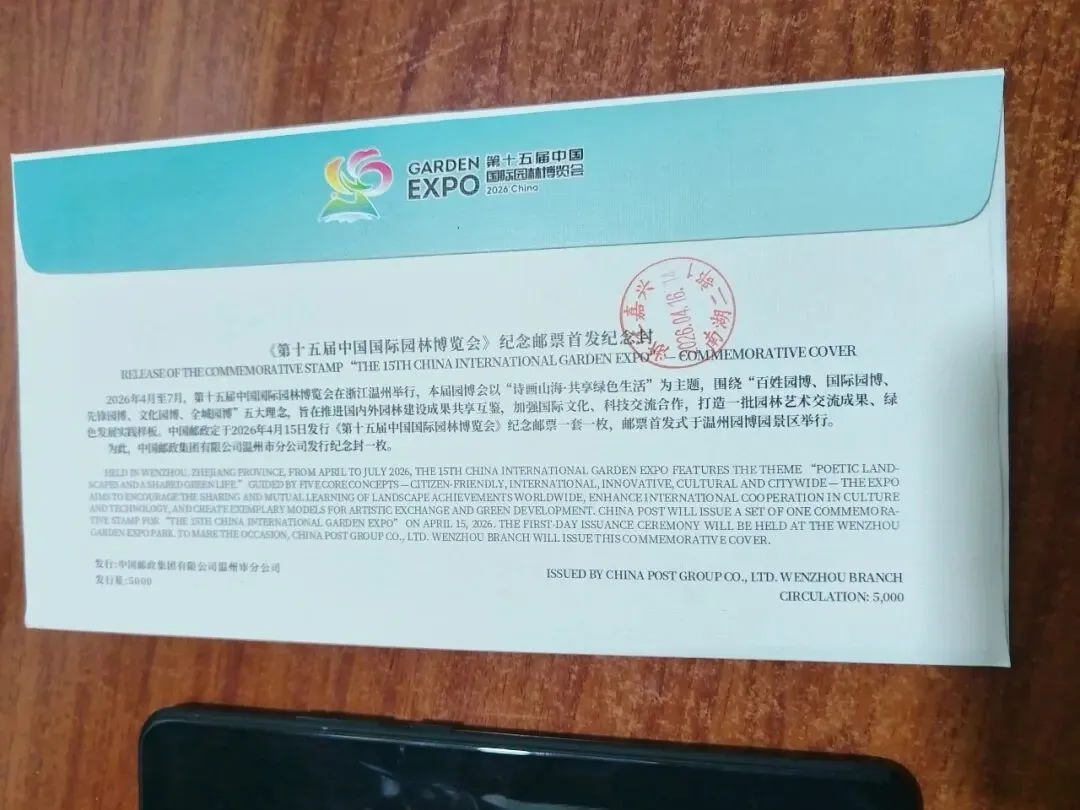 GARDEN
EXPO
第十五届中国
国际园林博览会
2026 China
浙江嘉兴
2026.04.16.14
南湖二部1
《第十五届中国国际园林博览会》纪念邮票首发纪念封
RELEASE OF THE COMMEMORATIVE STAMP “THE 15TH CHINA INTERNATIONAL GARDEN EXPO” — COMMEMORATIVE COVER
2026年4月至7月，第十五届中国国际园林博览会在浙江温州举行，本届园博会以“诗画山海·共享绿色生活”为主题，围绕“百姓园博、国际园博、
先锋园博、文化园博、全城园博”五大理念，旨在推进国内外园林建设成果共享互鉴，加强国际文化、科技交流合作，打造一批园林艺术交流成果、绿
色发展实践样板。中国邮政定于2026年4月15日发行《第十五届中国国际园林博览会》纪念邮票一套一枚，邮票首发式于温州园博园景区举行。
为此，中国邮政集团有限公司温州市分公司发行纪念封一枚。
HELD IN WENZHOU, ZHEJIANG PROVINCE, FROM APRIL TO JULY 2026, THE 15TH CHINA INTERNATIONAL GARDEN EXPO FEATURES THE THEME “POETIC LAND-
SCAPES AND A SHARED GREEN LIFE.” GUIDED BY FIVE CORE CONCEPTS — CITIZEN-FRIENDLY, INTERNATIONAL, INNOVATIVE, CULTURAL AND CITYWIDE — THE EXPO
AIMS TO ENCOURAGE THE SHARING AND MUTUAL LEARNING OF LANDSCAPE ACHIEVEMENTS WORLDWIDE, ENHANCE INTERNATIONAL COOPERATION IN CULTURE
AND TECHNOLOGY, AND CREATE EXEMPLARY MODELS FOR ARTISTIC EXCHANGE AND GREEN DEVELOPMENT. CHINA POST WILL ISSUE A SET OF ONE COMMEMORA-
TIVE STAMP FOR “THE 15TH CHINA INTERNATIONAL GARDEN EXPO” ON APRIL 15, 2026. THE FIRST-DAY ISSUANCE CEREMONY WILL BE HELD AT THE WENZHOU
GARDEN EXPO PARK. TO MARK THE OCCASION, CHINA POST GROUP CO., LTD. WENZHOU BRANCH WILL ISSUE THIS COMMEMORATIVE COVER.
发行:中国邮政集团有限公司温州市分公司
发行量:5000
ISSUED BY CHINA POST GROUP CO., LTD. WENZHOU BRANCH
CIRCULATION: 5,000